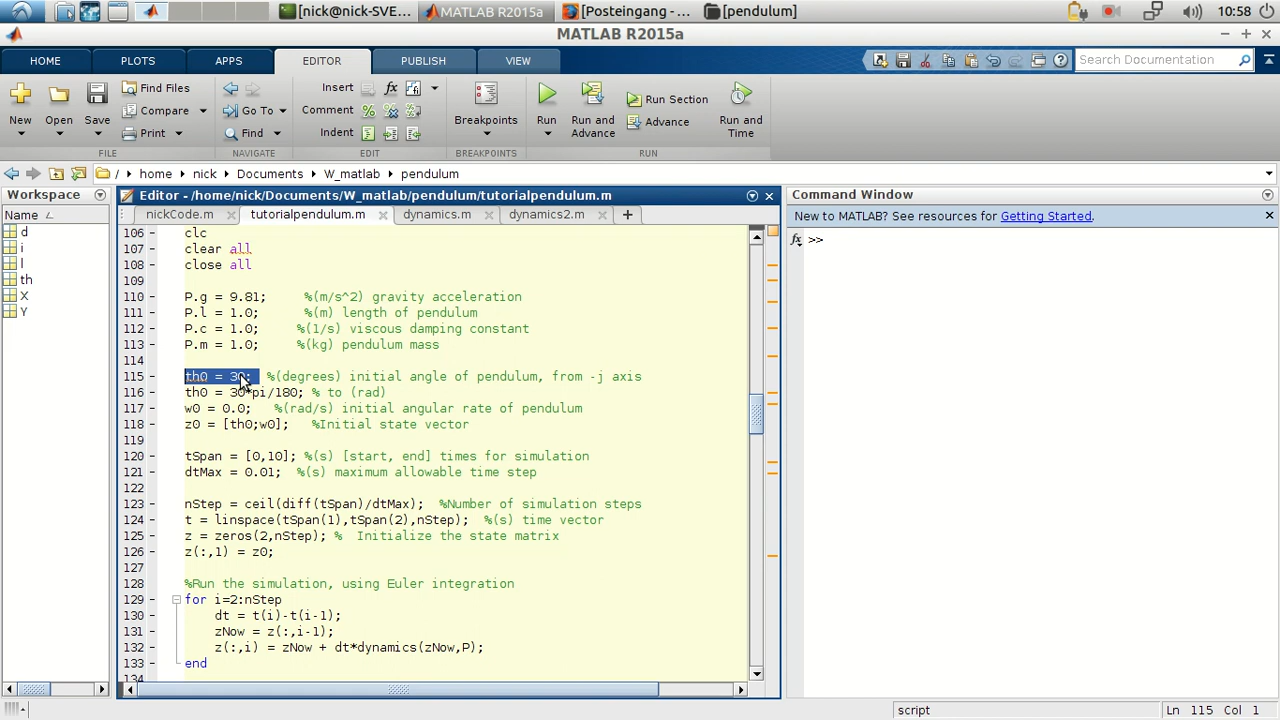 [nick@nick-SVE... MATLAB R2015a [Posteingang - ... [pendulum] 10:58
MATLAB R2015a
HOME PLOTS APPS EDITOR PUBLISH VIEW Search Documentation
New Open Save Find Files Compare Print
Insert Comment Indent fx
Go To Find
Breakpoints Run Run and Advance Run Section Advance Run and Time
FILE NAVIGATE EDIT BREAKPOINTS RUN
/ home nick Documents W_matlab pendulum
Workspace
Name
d
i
l
th
X
Y
Editor - /home/nick/Documents/W_matlab/pendulum/tutorialpendulum.m
nickCode.m tutorialpendulum.m dynamics.m dynamics2.m
106 clc
107 clear all
108 close all
109
110 P.g = 9.81; %(m/s^2) gravity acceleration
111 P.l = 1.0; %(m) length of pendulum
112 P.c = 1.0; %(1/s) viscous damping constant
113 P.m = 1.0; %(kg) pendulum mass
114
115 th0 = 30; %(degrees) initial angle of pendulum, from -j axis
116 th0 = 30*pi/180; % to (rad)
117 w0 = 0.0; %(rad/s) initial angular rate of pendulum
118 z0 = [th0;w0]; %Initial state vector
119
120 tSpan = [0,10]; %(s) [start, end] times for simulation
121 dtMax = 0.01; %(s) maximum allowable time step
122
123 nStep = ceil(diff(tSpan)/dtMax); %Number of simulation steps
124 t = linspace(tSpan(1),tSpan(2),nStep); %(s) time vector
125 z = zeros(2,nStep); % Initialize the state matrix
126 z(:,1) = z0;
127
128 %Run the simulation, using Euler integration
129 for i=2:nStep
130 dt = t(i)-t(i-1);
131 zNow = z(:,i-1);
132 z(:,i) = zNow + dt*dynamics(zNow,P);
133 end
134
Command Window
New to MATLAB? See resources for Getting Started.
fx >>
script Ln 115 Col 1